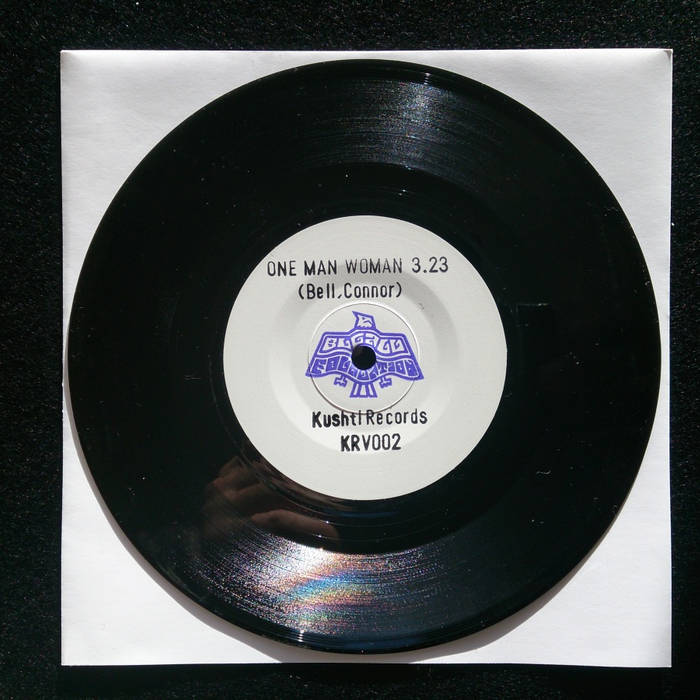 ONE MAN WOMAN 3.23
(Bell,Connor)
Kushti Records
KRV002